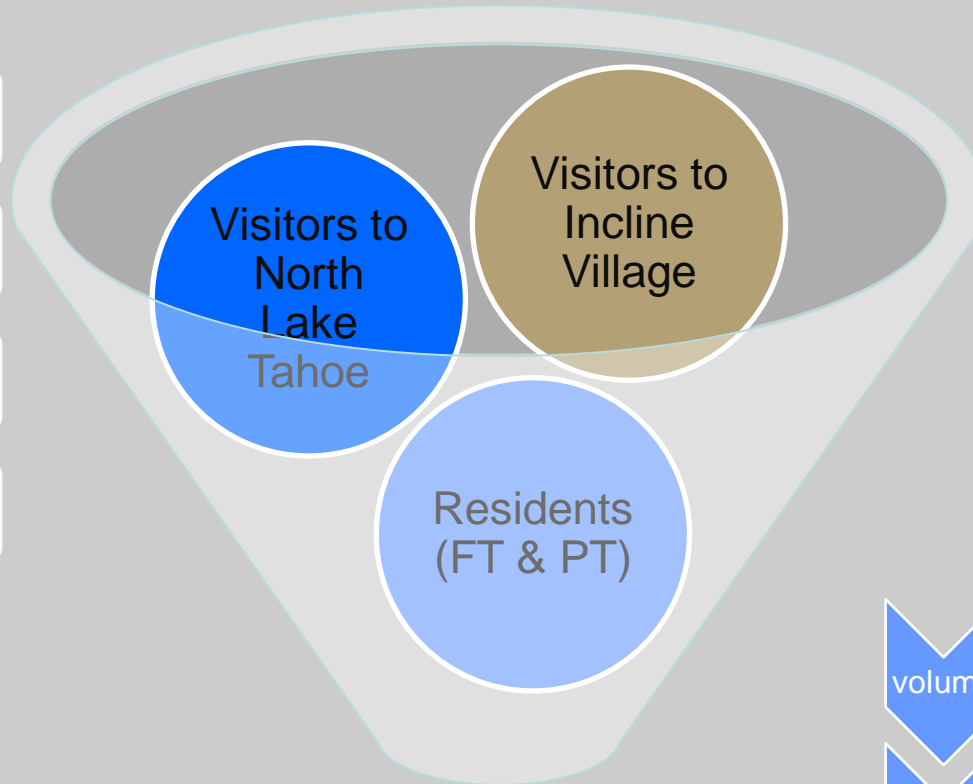 Visitors to
North
Lake
Tahoe
Visitors to
Incline
Village
Residents
(FT & PT)